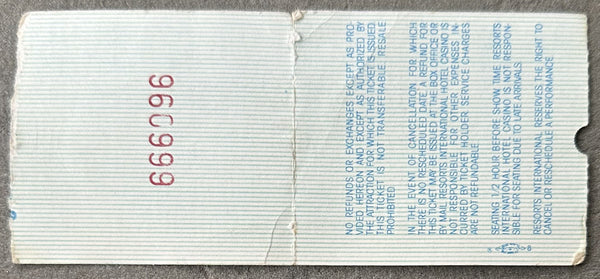 666096
NO REFUNDS OR EXCHANGES EXCEPT AS PRO-
VIDED HEREON AND EXCEPT AS AUTHORIZED BY
THE ATTRACTION FOR WHICH THIS TICKET IS ISSUED.
THIS TICKET IS NOT TRANSFERABLE. RESALE
PROHIBITED.
IN THE EVENT OF CANCELLATION FOR WHICH
THERE IS NO RESCHEDULED DATE A REFUND FOR
THIS TICKET MAY BE ISSUED AT THE BOX OFFICE OR
BY MAIL. RESORTS INTERNATIONAL HOTEL CASINO IS
NOT RESPONSIBLE FOR OTHER EXPENSES IN-
CURRED BY TICKET HOLDER SERVICE CHARGES
ARE NOT REFUNDABLE
SEATING 1/2 HOUR BEFORE SHOW TIME RESORTS
INTERNATIONAL HOTEL CASINO IS NOT RESPON-
SIBLE FOR SEATING DUE TO LATE ARRIVALS
RESORTS INTERNATIONAL RESERVES THE RIGHT TO
CANCEL OR RESCHEDULE A PERFORMANCE